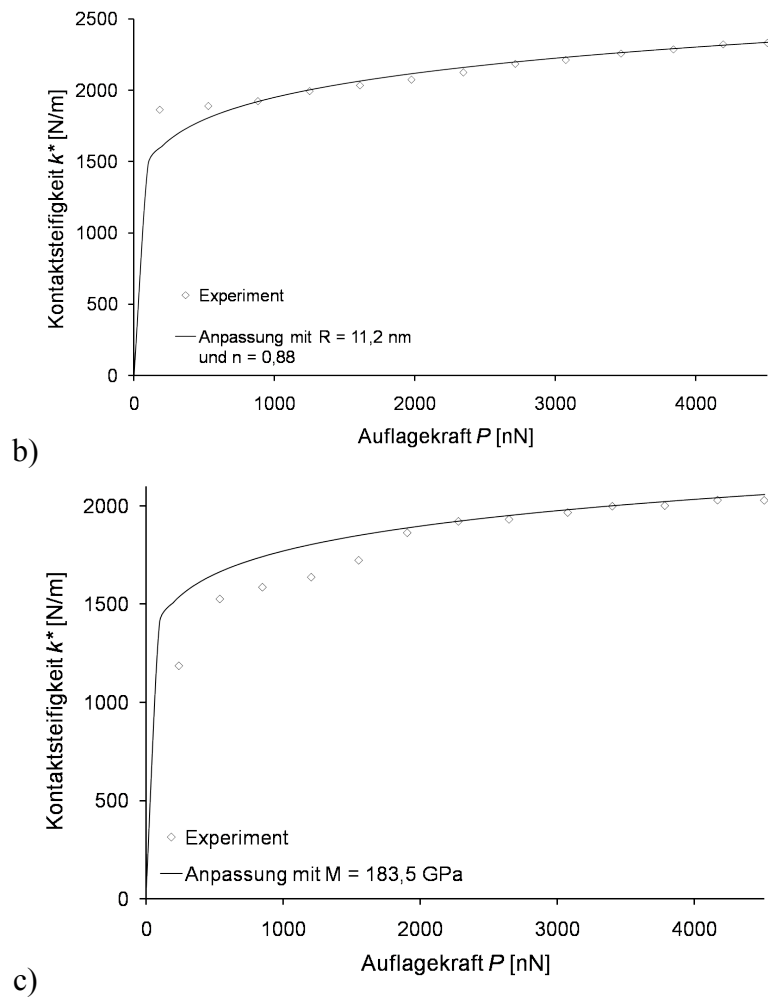 2500
2000
1500
1000
500
0
Kontaktsteifigkeit k* [N/m]
Experiment
Anpassung mit R = 11,2 nm
und n = 0,88
0 1000 2000 3000 4000
Auflagekraft P [nN]
b)
2000
1500
1000
500
0
Kontaktsteifigkeit k* [N/m]
Experiment
Anpassung mit M = 183,5 GPa
0 1000 2000 3000 4000
Auflagekraft P [nN]
c)